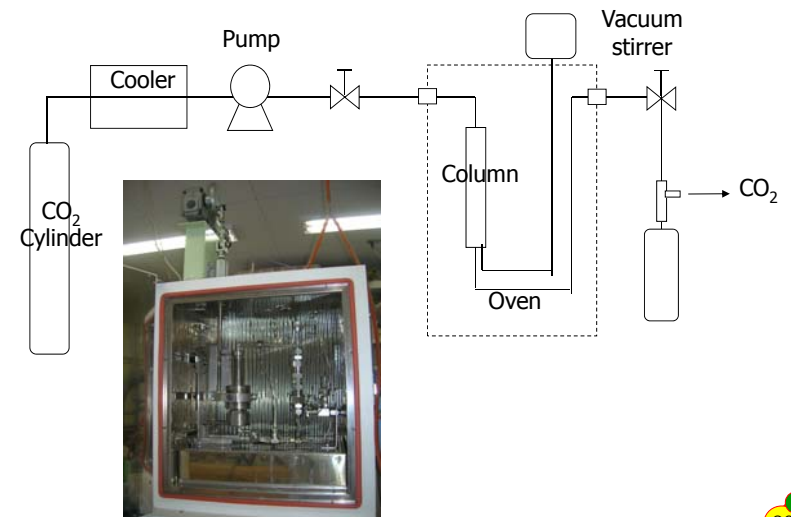 Pump
Vacuum
stirrer
Cooler
Column
CO₂
Cylinder
CO₂
Oven